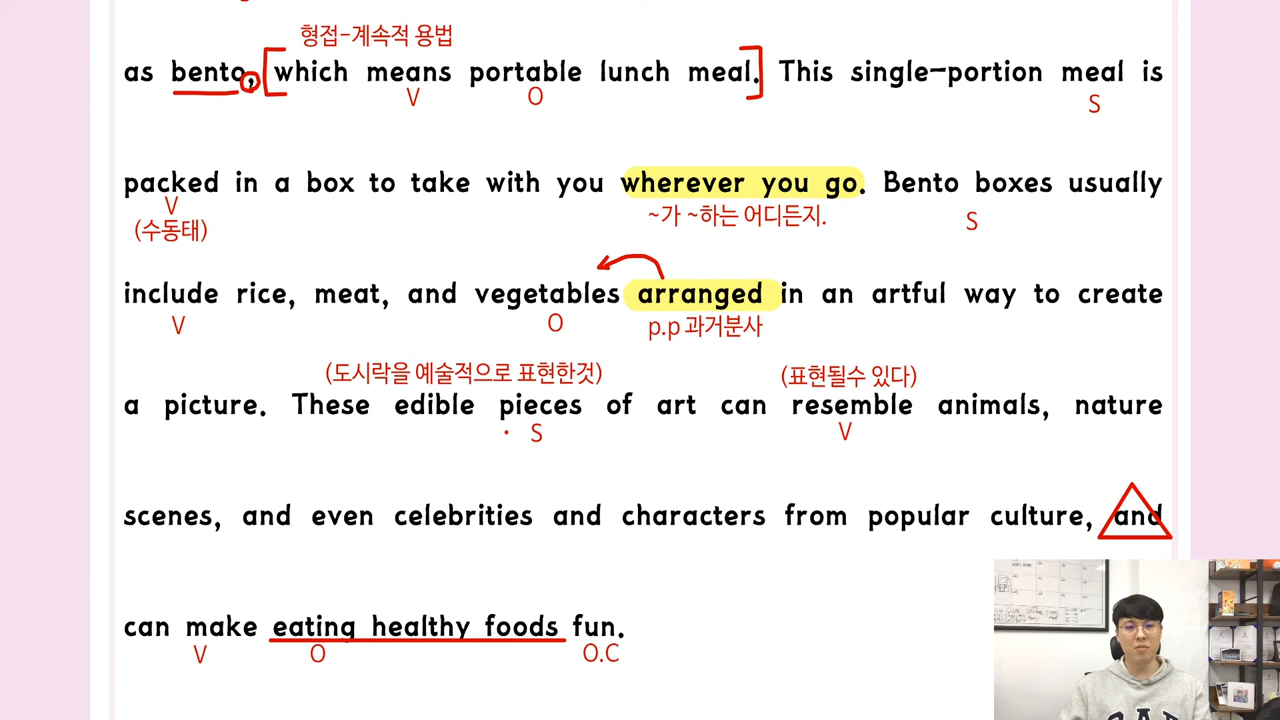 형접-계속적 용법
as bento, [which means portable lunch meal.] This single-portion meal is
V O S
packed in a box to take with you wherever you go. Bento boxes usually
V ~가 ~하는 어디든지. S
(수동태)
include rice, meat, and vegetables arranged in an artful way to create
V O p.p 과거분사
(도시락을 예술적으로 표현한것) (표현될수 있다)
a picture. These edible pieces of art can resemble animals, nature
S V
scenes, and even celebrities and characters from popular culture, and
can make eating healthy foods fun.
V O O.C